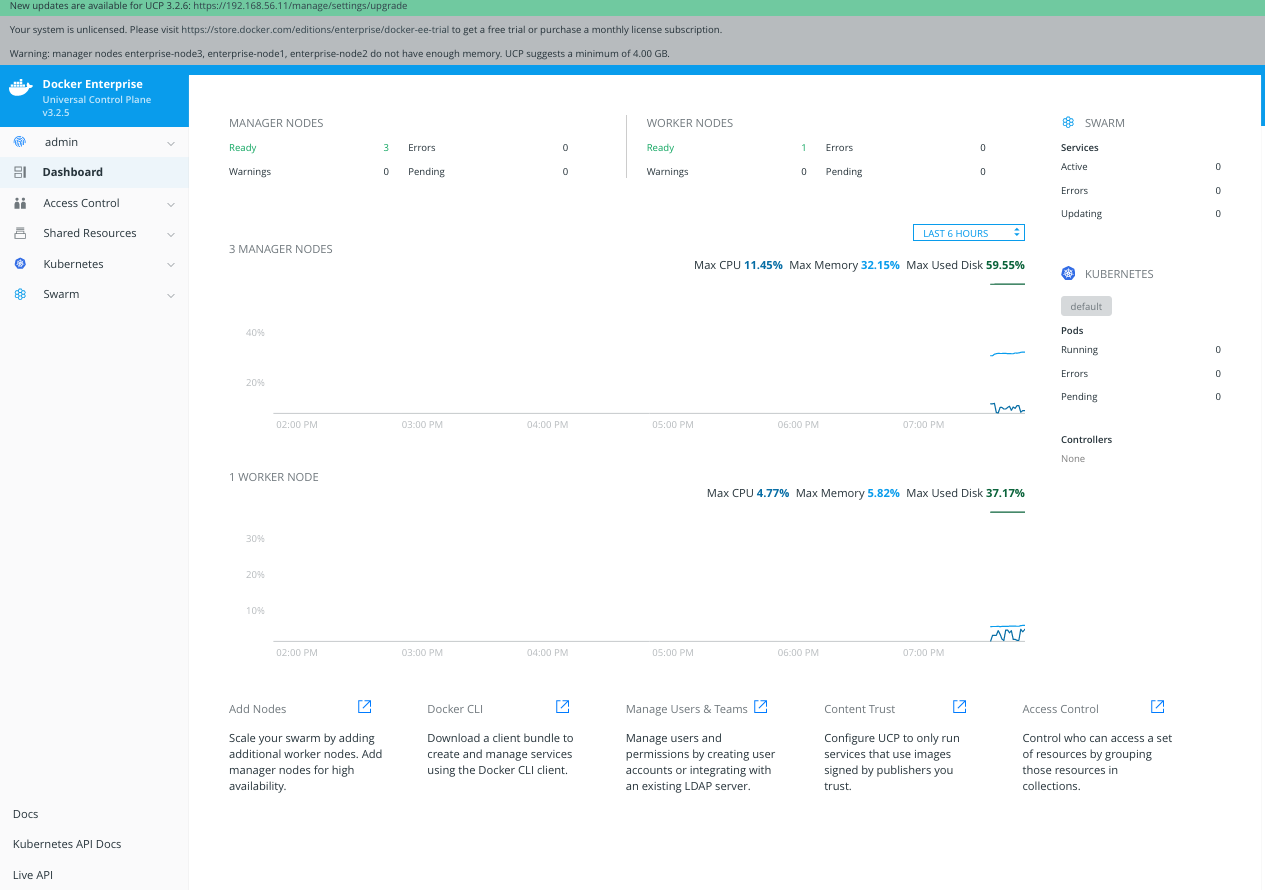 New updates are available for UCP 3.2.6: https://192.168.56.11/manage/settings/upgrade
Your system is unlicensed. Please visit https://store.docker.com/editions/enterprise/docker-ee-trial to get a free trial or purchase a monthly license subscription.
Warning: manager nodes enterprise-node3, enterprise-node1, enterprise-node2 do not have enough memory. UCP suggests a minimum of 4.00 GB.
Docker Enterprise
Universal Control Plane
v3.2.5
admin
Dashboard
Access Control
Shared Resources
Kubernetes
Swarm
Docs
Kubernetes API Docs
Live API
MANAGER NODES
Ready 3 Errors 0
Warnings 0 Pending 0
WORKER NODES
Ready 1 Errors 0
Warnings 0 Pending 0
LAST 6 HOURS
3 MANAGER NODES
Max CPU 11.45% Max Memory 32.15% Max Used Disk 59.55%
40%
20%
02:00 PM 03:00 PM 04:00 PM 05:00 PM 06:00 PM 07:00 PM
1 WORKER NODE
Max CPU 4.77% Max Memory 5.82% Max Used Disk 37.17%
30%
20%
10%
02:00 PM 03:00 PM 04:00 PM 05:00 PM 06:00 PM 07:00 PM
SWARM
Services
Active 0
Errors 0
Updating 0
KUBERNETES
default
Pods
Running 0
Errors 0
Pending 0
Controllers
None
Add Nodes
Scale your swarm by adding
additional worker nodes. Add
manager nodes for high
availability.
Docker CLI
Download a client bundle to
create and manage services
using the Docker CLI client.
Manage Users & Teams
Manage users and
permissions by creating user
accounts or integrating with
an existing LDAP server.
Content Trust
Configure UCP to only run
services that use images
signed by publishers you
trust.
Access Control
Control who can access a set
of resources by grouping
those resources in
collections.